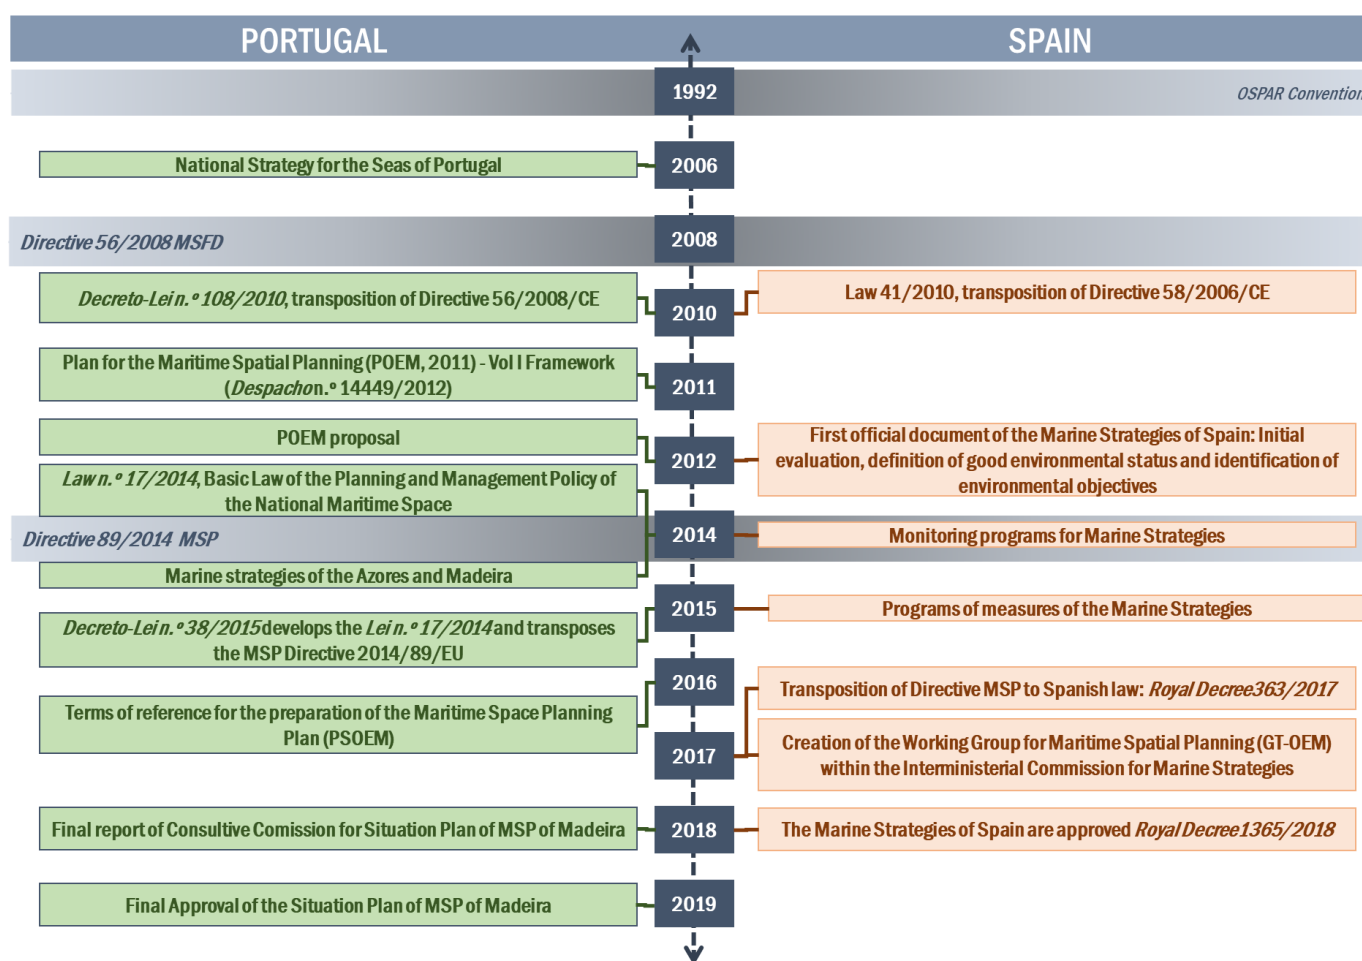 PORTUGAL
SPAIN
1992
OSPAR Convention
National Strategy for the Seas of Portugal
2006
Directive 56/2008 MSFD
2008
Decreto-Lei n.º 108/2010, transposition of Directive 56/2008/CE
2010
Law 41/2010, transposition of Directive 58/2006/CE
Plan for the Maritime Spatial Planning (POEM, 2011) - Vol I Framework
(Despacho n.º 14449/2012)
2011
POEM proposal
2012
First official document of the Marine Strategies of Spain: Initial
evaluation, definition of good environmental status and identification of
environmental objectives
Law n.º 17/2014, Basic Law of the Planning and Management Policy of
the National Maritime Space
Directive 89/2014 MSP
2014
Monitoring programs for Marine Strategies
Marine strategies of the Azores and Madeira
2015
Programs of measures of the Marine Strategies
Decreto-Lei n.º 38/2015 develops the Lei n.º 17/2014 and transposes
the MSP Directive 2014/89/EU
2016
Transposition of Directive MSP to Spanish law: Royal Decree 363/2017
Terms of reference for the preparation of the Maritime Space Planning
Plan (PSOEM)
2017
Creation of the Working Group for Maritime Spatial Planning (GT-OEM)
within the Interministerial Commission for Marine Strategies
Final report of Consultive Comission for Situation Plan of MSP of Madeira
2018
The Marine Strategies of Spain are approved Royal Decree 1365/2018
Final Approval of the Situation Plan of MSP of Madeira
2019